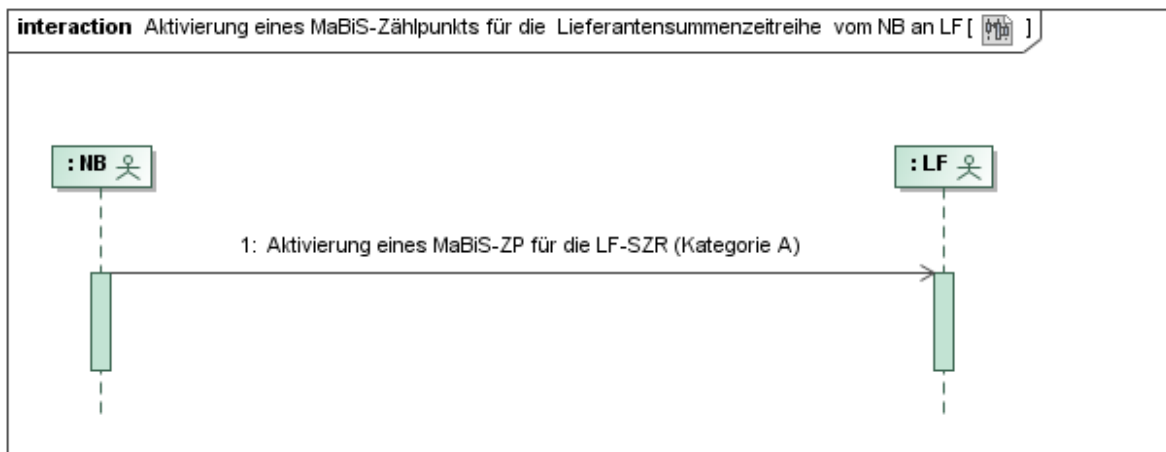 interaction Aktivierung eines MaBiS-Zählpunkts für die Lieferantensummenzeitreihe vom NB an LF [ ]
: NB
: LF
1: Aktivierung eines MaBiS-ZP für die LF-SZR (Kategorie A)